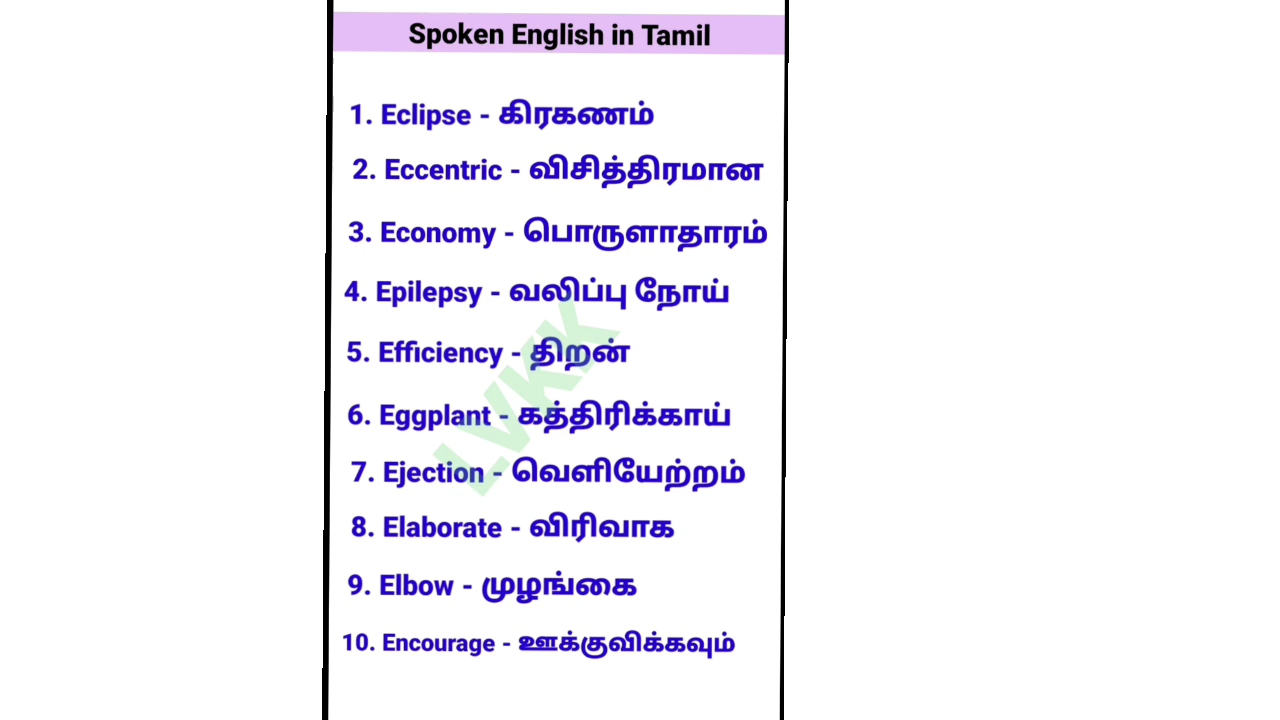 Spoken English in Tamil
1. Eclipse - கிரகணம்
2. Eccentric - விசித்திரமான
3. Economy - பொருளாதாரம்
4. Epilepsy - வலிப்பு நோய்
5. Efficiency - திறன்
6. Eggplant - கத்திரிக்காய்
7. Ejection - வெளியேற்றம்
8. Elaborate - விரிவாக
9. Elbow - முழங்கை
10. Encourage - ஊக்குவிக்கவும்
LVKK